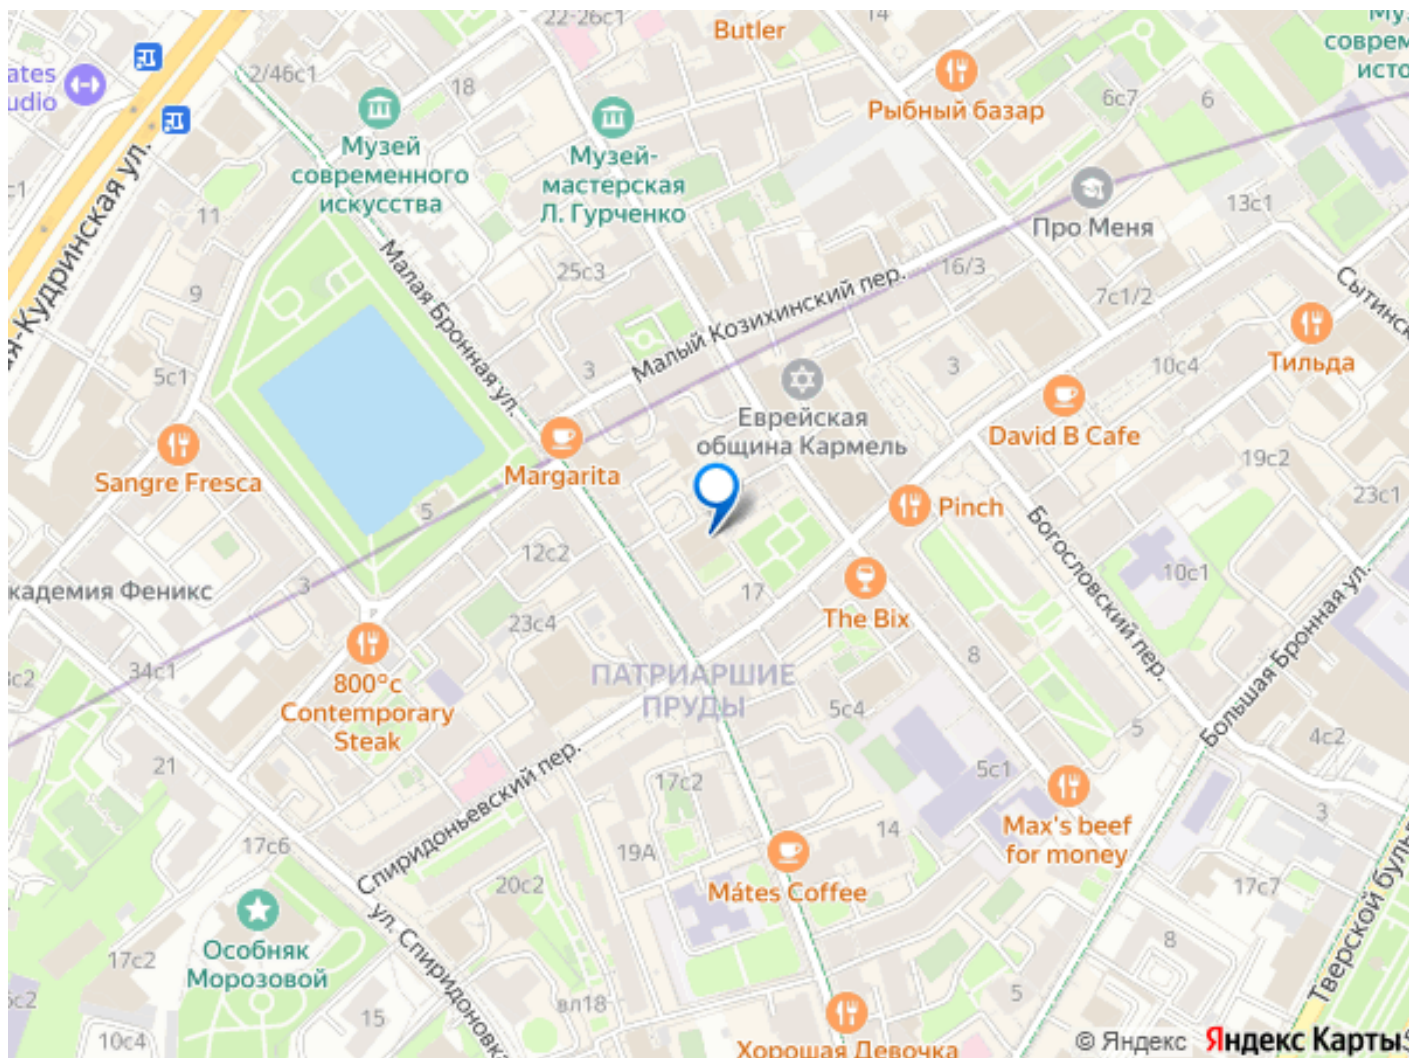 22-26с1
Butler
14
2/46с1
18
Рыбный базар
6с7
6
Музей
современного
искусства
Музей-
мастерская
Л. Гурченко
11
13с1
Про Меня
25с3
16/3
9
7с1/2
Малая Бронная ул.
Малый Козихинский пер.
3
3
10с4
Тильда
5с1
Еврейская
община Кармель
David B Cafe
Sangre Fresca
Margarita
19с2
23с1
5
Pinch
12с2
Богословский пер.
10с1
3
17
The Bix
23с4
34с1
ПАТРИАРШИЕ
ПРУДЫ
800°с
Contemporary
Steak
8
5с4
5
Большая Бронная ул.
4с2
21
Спиридоньевский пер.
17с2
5с1
3
Max's beef
for money
17с6
19А
14
20с2
Mátes Coffee
17с7
ул. Спиридоновка
Особняк
Морозовой
17с2
8
вл18
5
15
10с4
Хорошая Девочка
© Яндекс
Яндекс Карты